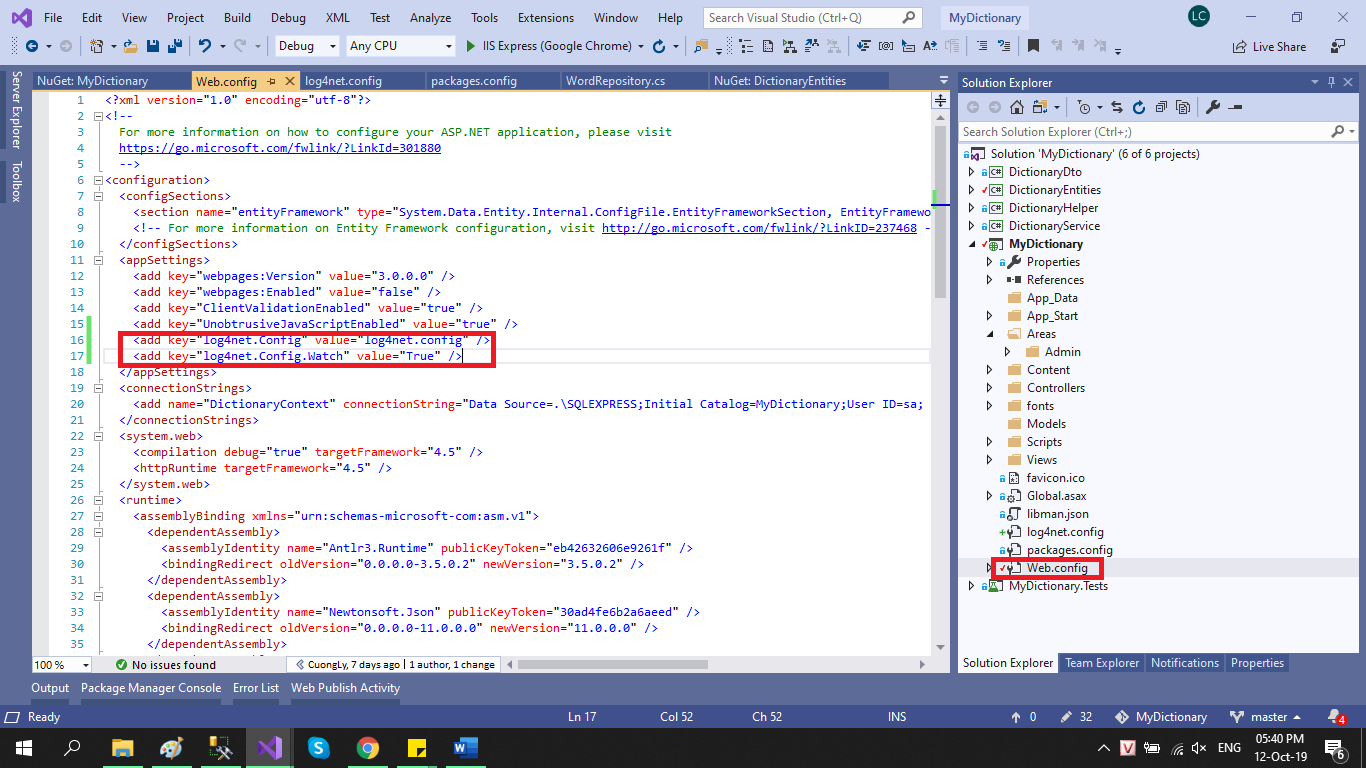 File Edit View Project Build Debug XML Test Analyze Tools Extensions Window Help Search Visual Studio (Ctrl+Q) MyDictionary LC
Debug Any CPU IIS Express (Google Chrome) Live Share
Server Explorer
Toolbox
NuGet: MyDictionary Web.config log4net.config packages.config WordRepository.cs NuGet: DictionaryEntities
1 <?xml version="1.0" encoding="utf-8"?>
2 <!--
3 For more information on how to configure your ASP.NET application, please visit
4 https://go.microsoft.com/fwlink/?LinkId=301880
5 -->
6 <configuration>
7 <configSections>
8 <section name="entityFramework" type="System.Data.Entity.Internal.ConfigFile.EntityFrameworkSection, EntityFramewo
9 <!-- For more information on Entity Framework configuration, visit http://go.microsoft.com/fwlink/?LinkID=237468 -
10 </configSections>
11 <appSettings>
12 <add key="webpages:Version" value="3.0.0.0" />
13 <add key="webpages:Enabled" value="false" />
14 <add key="ClientValidationEnabled" value="true" />
15 <add key="UnobtrusiveJavaScriptEnabled" value="true" />
16 <add key="log4net.Config" value="log4net.config" />
17 <add key="log4net.Config.Watch" value="True" />
18 </appSettings>
19 <connectionStrings>
20 <add name="DictionaryContext" connectionString="Data Source=.\SQLEXPRESS;Initial Catalog=MyDictionary;User ID=sa;
21 </connectionStrings>
22 <system.web>
23 <compilation debug="true" targetFramework="4.5" />
24 <httpRuntime targetFramework="4.5" />
25 </system.web>
26 <runtime>
27 <assemblyBinding xmlns="urn:schemas-microsoft-com:asm.v1">
28 <dependentAssembly>
29 <assemblyIdentity name="Antlr3.Runtime" publicKeyToken="eb42632606e9261f" />
30 <bindingRedirect oldVersion="0.0.0.0-3.5.0.2" newVersion="3.5.0.2" />
31 </dependentAssembly>
32 <dependentAssembly>
33 <assemblyIdentity name="Newtonsoft.Json" publicKeyToken="30ad4fe6b2a6aeed" />
34 <bindingRedirect oldVersion="0.0.0.0-11.0.0.0" newVersion="11.0.0.0" />
35 </dependentAssembly>
100 % No issues found CuongLy, 7 days ago | 1 author, 1 change
Solution Explorer
Search Solution Explorer (Ctrl+;)
Solution 'MyDictionary' (6 of 6 projects)
DictionaryDto
DictionaryEntities
DictionaryHelper
DictionaryService
MyDictionary
Properties
References
App_Data
App_Start
Areas
Admin
Content
Controllers
fonts
Models
Scripts
Views
favicon.ico
Global.asax
libman.json
log4net.config
packages.config
Web.config
MyDictionary.Tests
Solution Explorer Team Explorer Notifications Properties
Output Package Manager Console Error List Web Publish Activity
Ready Ln 17 Col 52 Ch 52 INS 0 32 MyDictionary master 4
ENG 05:40 PM
12-Oct-19 6